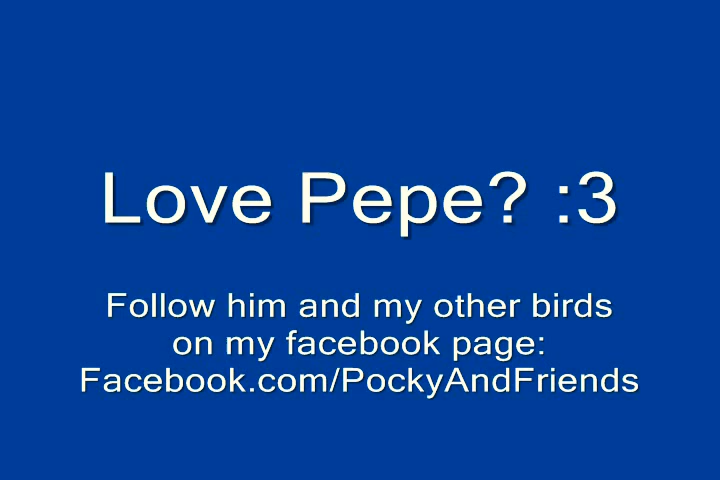 Love Pepe? :3
Follow him and my other birds
on my facebook page:
Facebook.com/PockyAndFriends